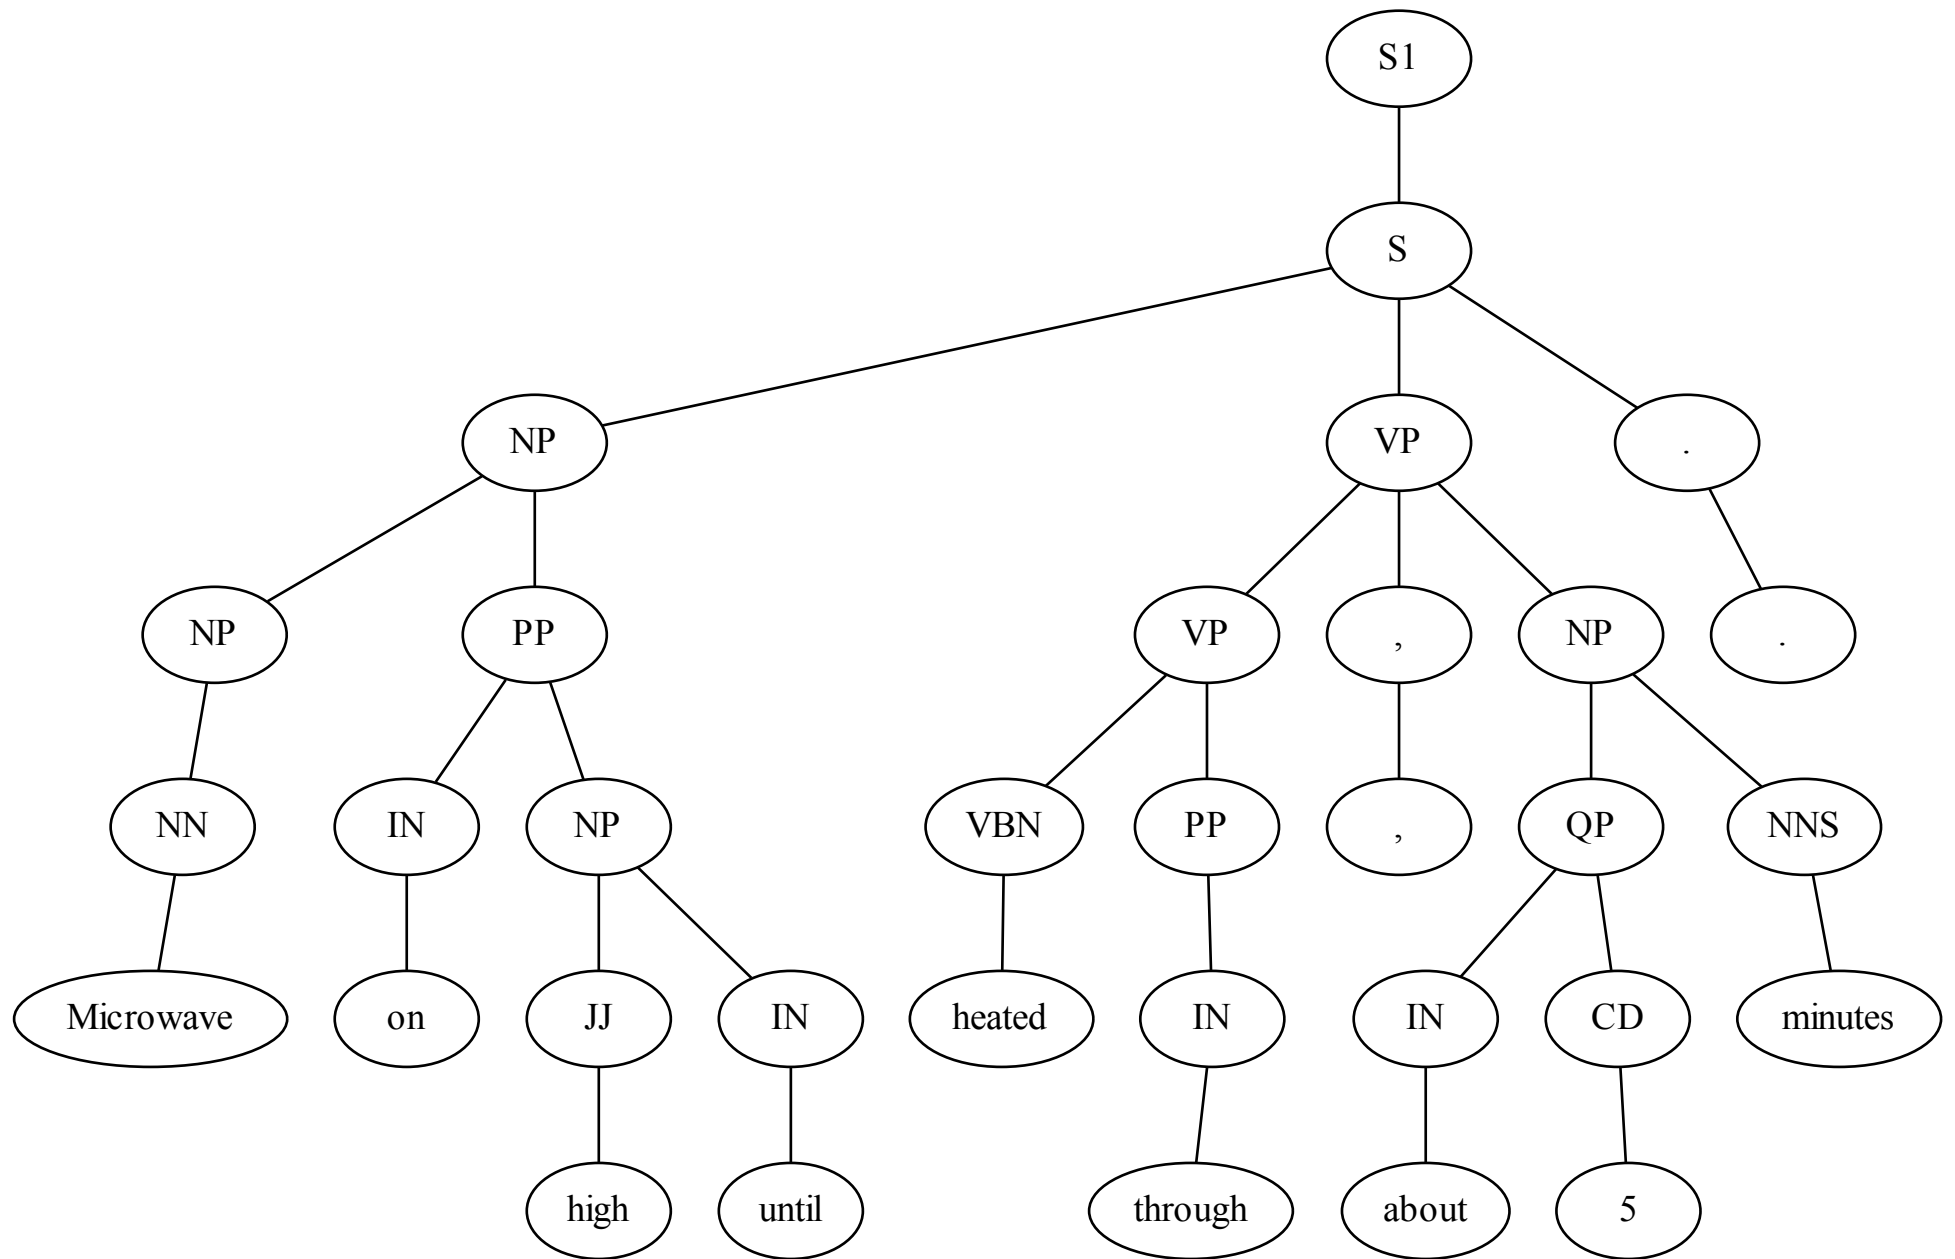 S1
S
NP VP .
NP PP VP , NP .
NN IN NP VBN PP , QP NNS
Microwave on JJ IN heated IN IN CD minutes
high until through about 5